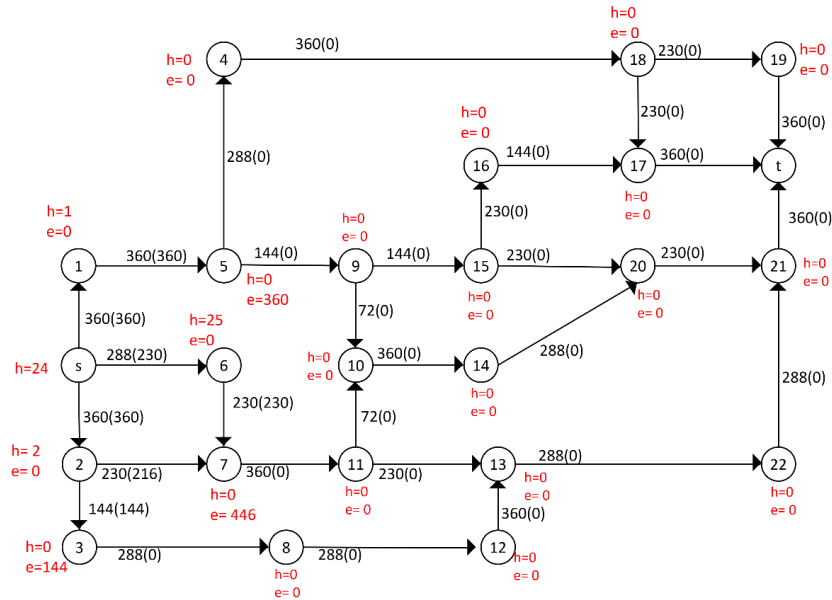 h=0
e= 0
360(0)
h=0
e= 0
4
18
230(0)
19
h=0
e= 0
h=0
e= 0
230(0)
360(0)
288(0)
16
144(0)
17
360(0)
t
h=0
e= 0
h=1
e=0
230(0)
h=0
e= 0
360(0)
1
360(360)
5
144(0)
9
144(0)
15
230(0)
20
230(0)
21
h=0
e= 0
h=0
e=360
h=0
e= 0
h=0
e= 0
360(360)
h=25
e=0
72(0)
h=24
s
288(230)
6
h=0
e= 0
10
360(0)
14
288(0)
288(0)
h=0
e= 0
360(360)
230(230)
72(0)
h= 2
e= 0
2
230(216)
7
360(0)
11
230(0)
13
288(0)
22
h=0
e= 446
h=0
e= 0
h=0
e= 0
h=0
e= 0
144(144)
360(0)
h=0
e=144
3
288(0)
8
288(0)
12
h=0
e= 0
h=0
e= 0